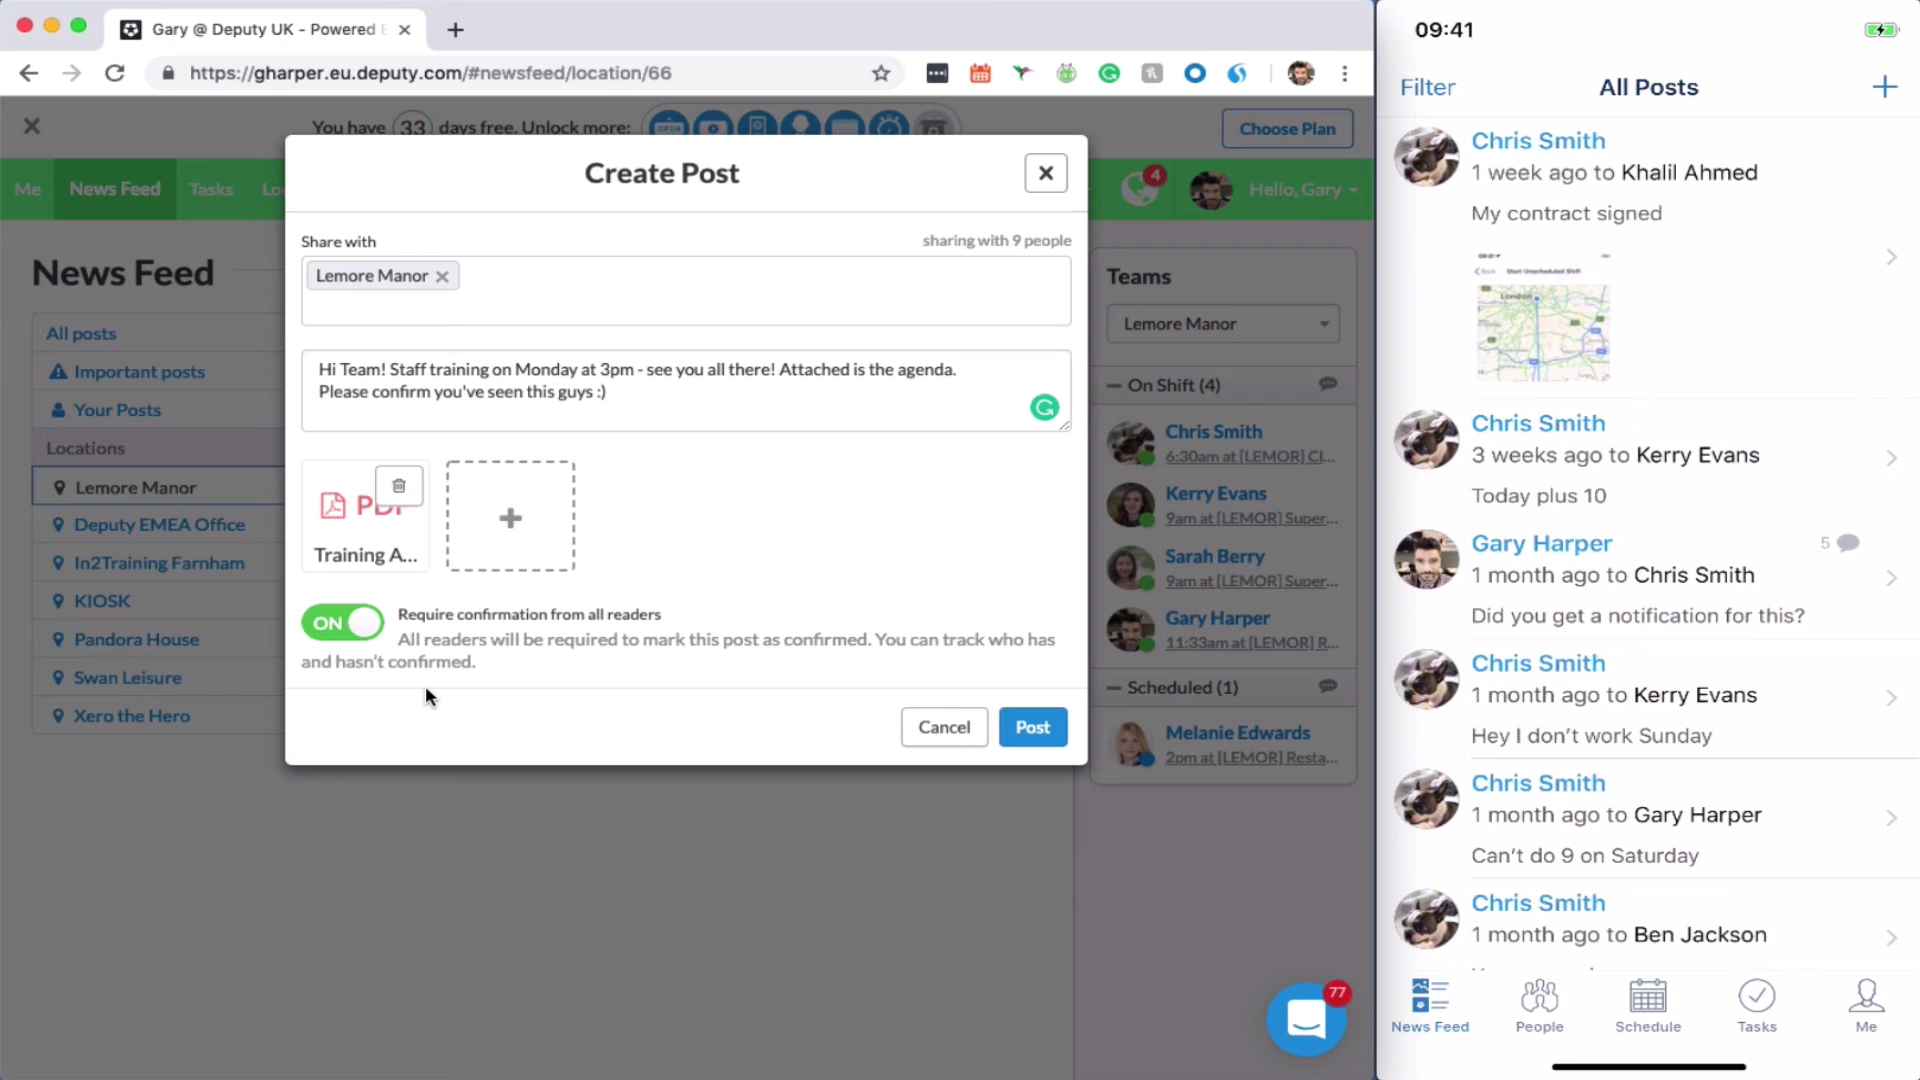 Gary @ Deputy UK - Powered
https://gharper.eu.deputy.com/#newsfeed/location/66
You have 33 days free. Unlock more:
OPEN
Choose Plan
Me
News Feed
Tasks
Lo
4
Hello, Gary
News Feed
All posts
Important posts
Your Posts
Locations
Lemore Manor
Deputy EMEA Office
In2Training Farnham
KIOSK
Pandora House
Swan Leisure
Xero the Hero
Create Post
Share with
sharing with 9 people
Lemore Manor
Hi Team! Staff training on Monday at 3pm - see you all there! Attached is the agenda.
Please confirm you've seen this guys :)
PDF
Training A...
ON
Require confirmation from all readers
All readers will be required to mark this post as confirmed. You can track who has
and hasn't confirmed.
Cancel
Post
Teams
Lemore Manor
On Shift (4)
Chris Smith
6:30am at [LEMOR] Cl...
Kerry Evans
9am at [LEMOR] Super...
Sarah Berry
9am at [LEMOR] Super...
Gary Harper
11:33am at [LEMOR] R...
Scheduled (1)
Melanie Edwards
2pm at [LEMOR] Resta...
77
09:41
Filter
All Posts
Chris Smith
1 week ago to Khalil Ahmed
My contract signed
Back
Start Unscheduled Shift
London
Chris Smith
3 weeks ago to Kerry Evans
Today plus 10
Gary Harper
5
1 month ago to Chris Smith
Did you get a notification for this?
Chris Smith
1 month ago to Kerry Evans
Hey I don't work Sunday
Chris Smith
1 month ago to Gary Harper
Can't do 9 on Saturday
Chris Smith
1 month ago to Ben Jackson
News Feed
People
Schedule
Tasks
Me